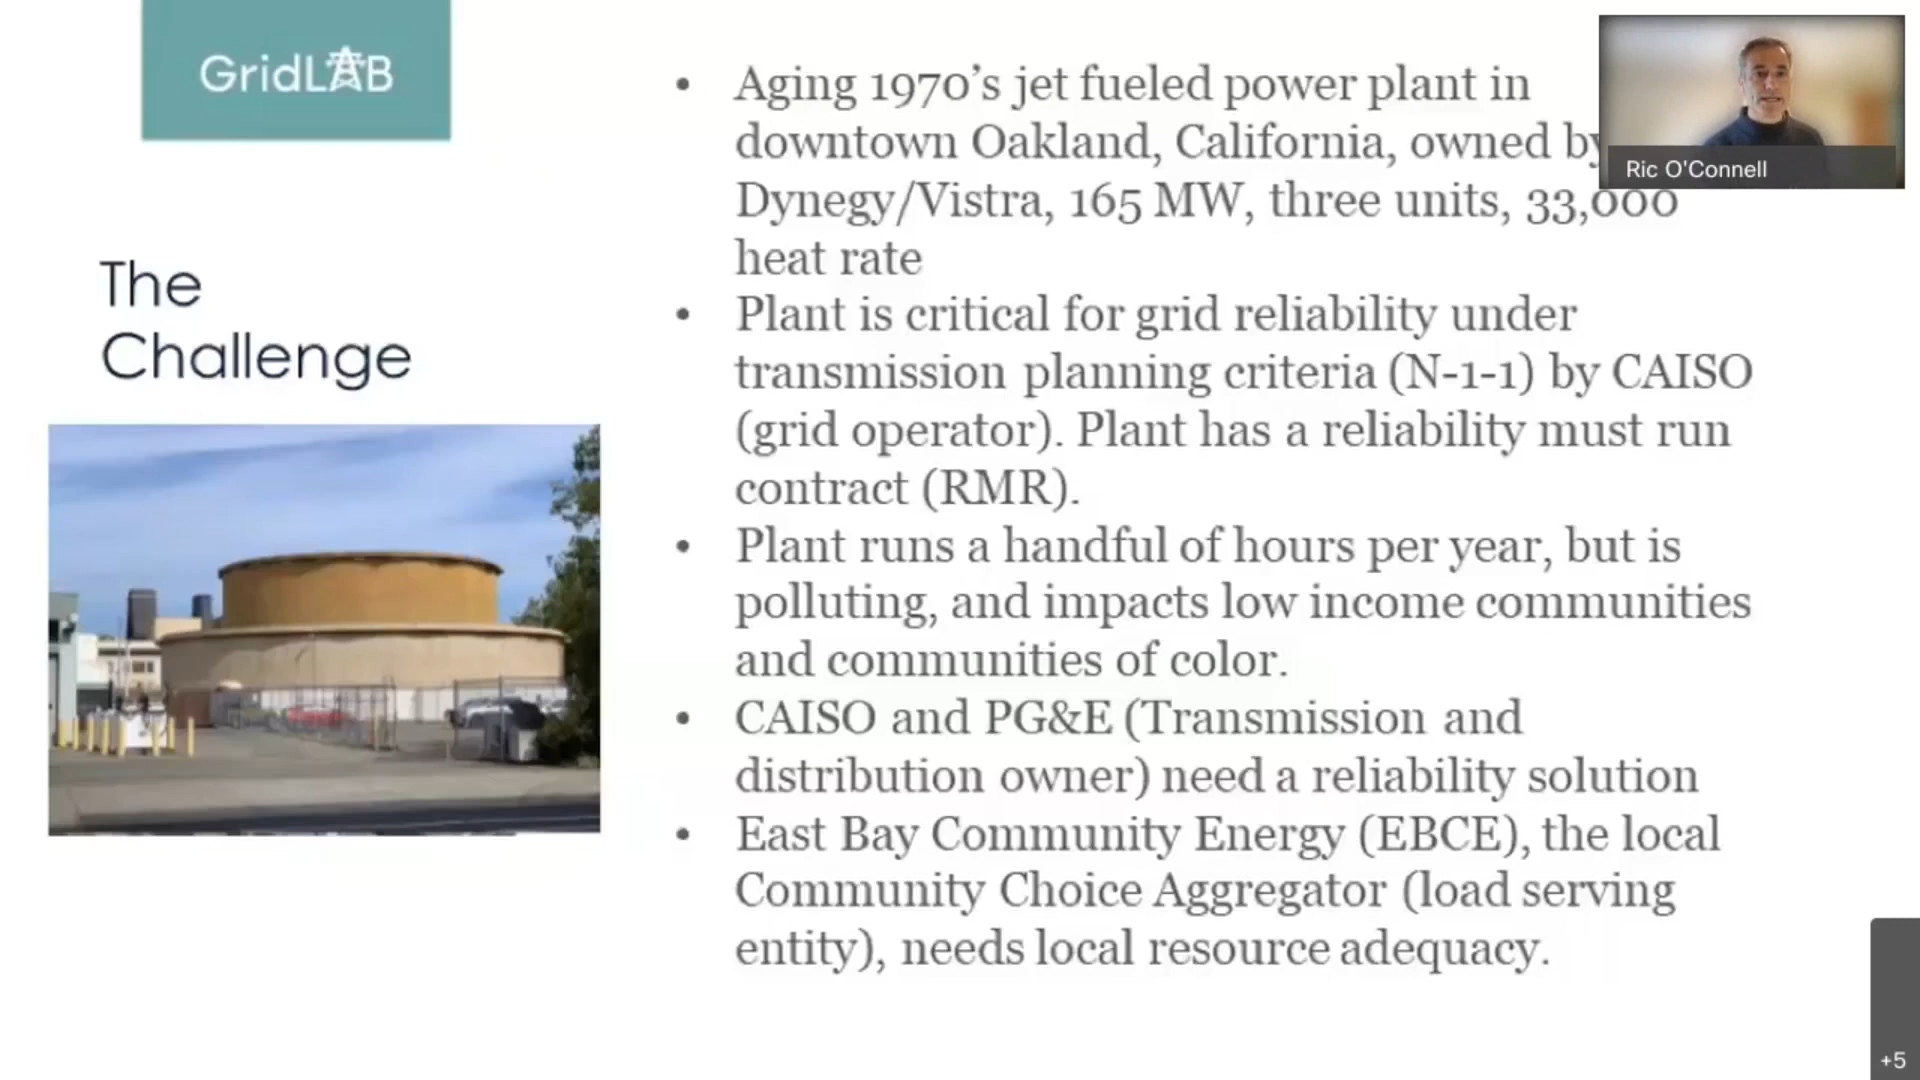 GridLAB
The
Challenge
• Aging 1970’s jet fueled power plant in
downtown Oakland, California, owned by
Dynegy/Vistra, 165 MW, three units, 33,000
heat rate
• Plant is critical for grid reliability under
transmission planning criteria (N-1-1) by CAISO
(grid operator). Plant has a reliability must run
contract (RMR).
• Plant runs a handful of hours per year, but is
polluting, and impacts low income communities
and communities of color.
• CAISO and PG&E (Transmission and
distribution owner) need a reliability solution
• East Bay Community Energy (EBCE), the local
Community Choice Aggregator (load serving
entity), needs local resource adequacy.
Ric O'Connell
+5